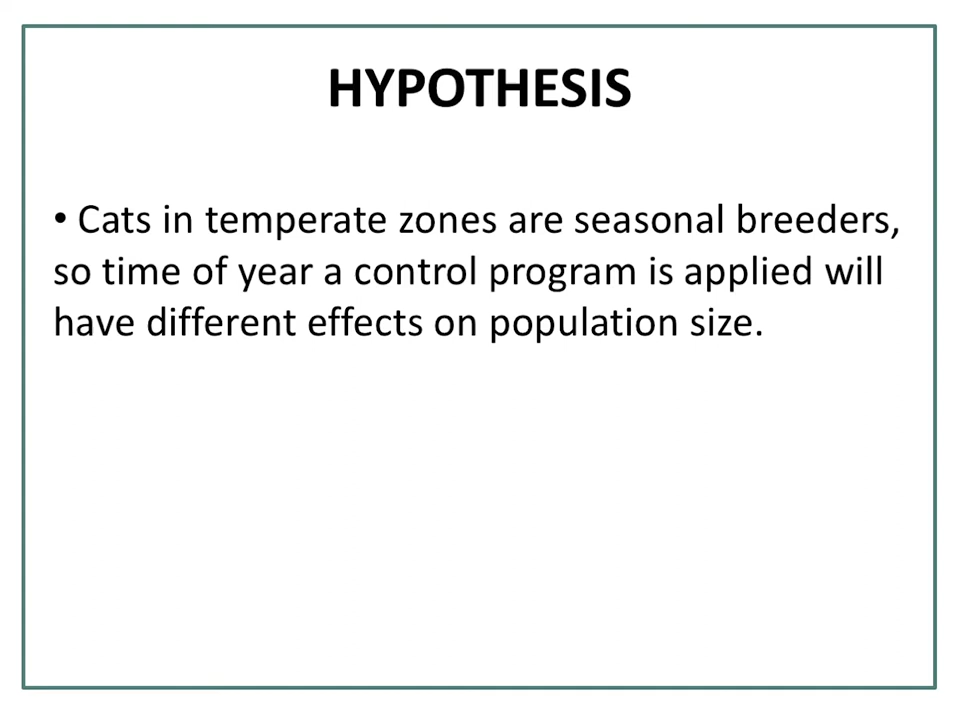 HYPOTHESIS
• Cats in temperate zones are seasonal breeders,
so time of year a control program is applied will
have different effects on population size.